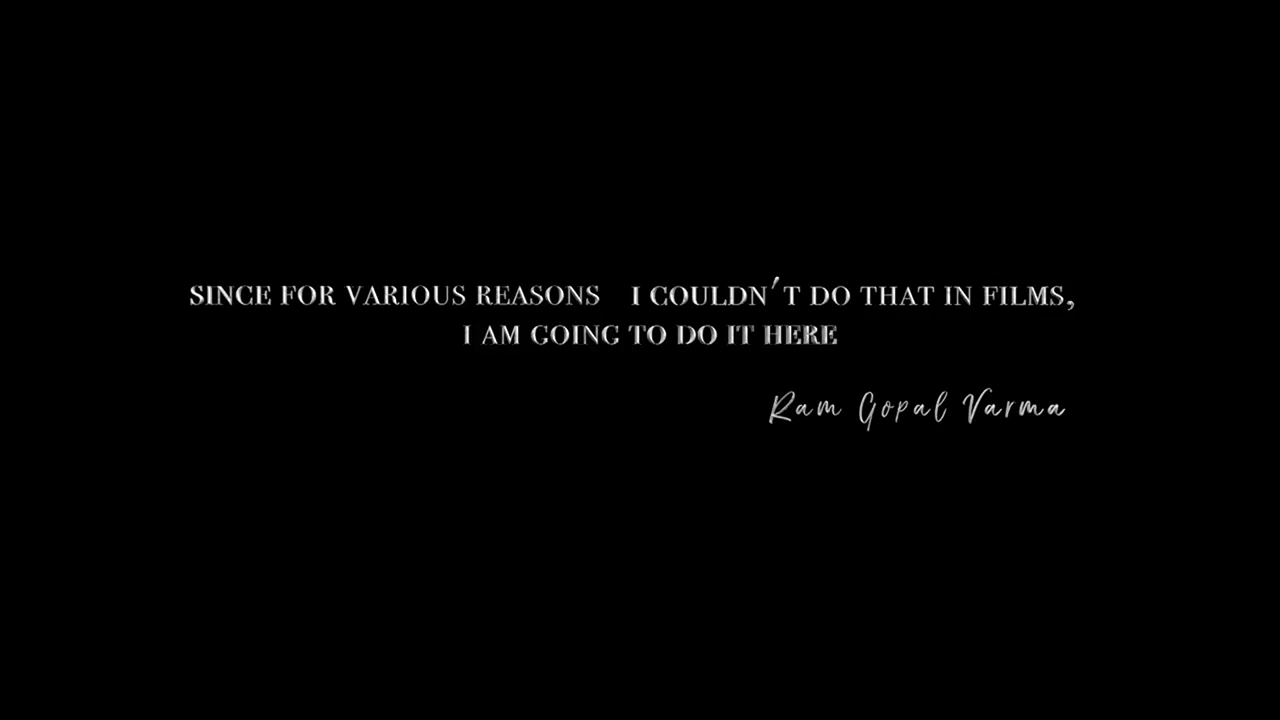 SINCE FOR VARIOUS REASONS I COULDN'T DO THAT IN FILMS,
I AM GOING TO DO IT HERE
Ram Gopal Varma